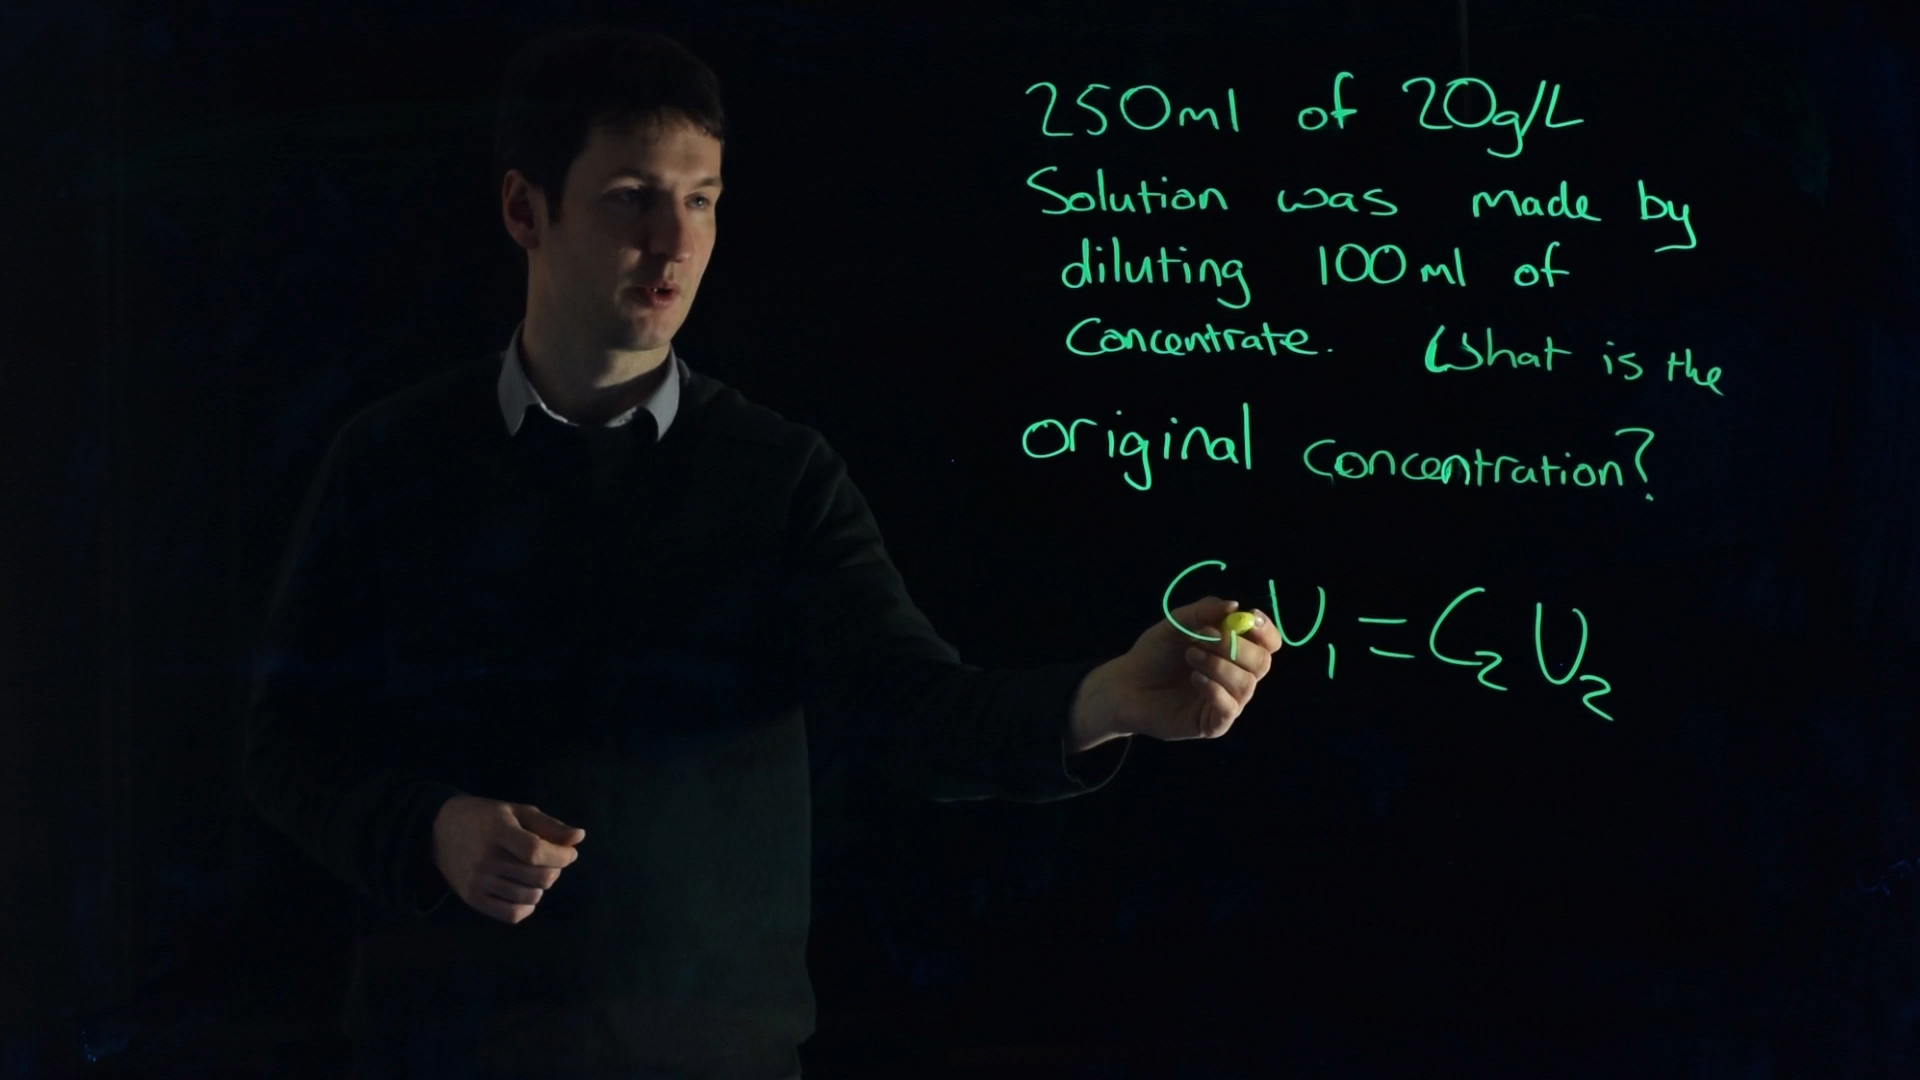 250ml of 20g/L
Solution was made by
diluting 100ml of
Concentrate. What is the
original concentration?
C₁V₁ = C₂V₂